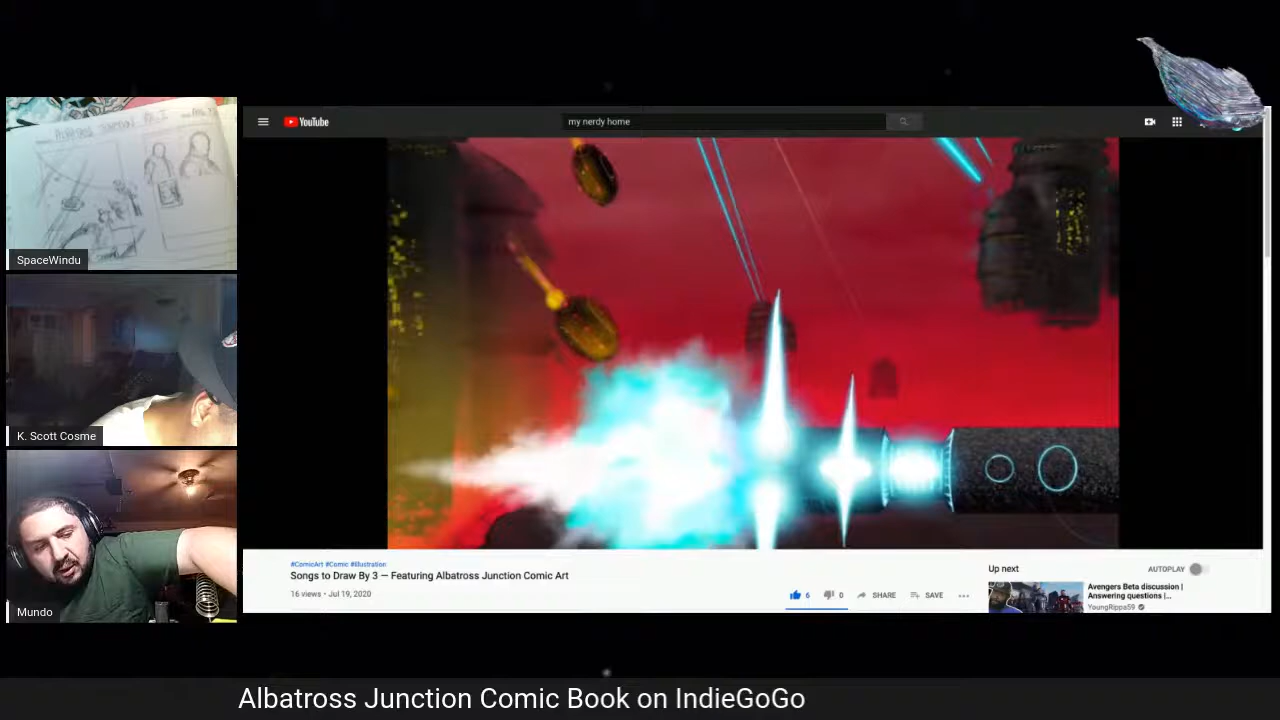 ALBATROSS JUNCTION
SpaceWindu
K. Scott Cosme
Mundo
YouTube
my nerdy home
#ComicArt #Comic #Illustration
Songs to Draw By 3 — Featuring Albatross Junction Comic Art
16 views • Jul 19, 2020
6
0
SHARE
SAVE
Up next
AUTOPLAY
Avengers Beta discussion |
Answering questions |...
YoungRippa59
Albatross Junction Comic Book on IndieGoGo